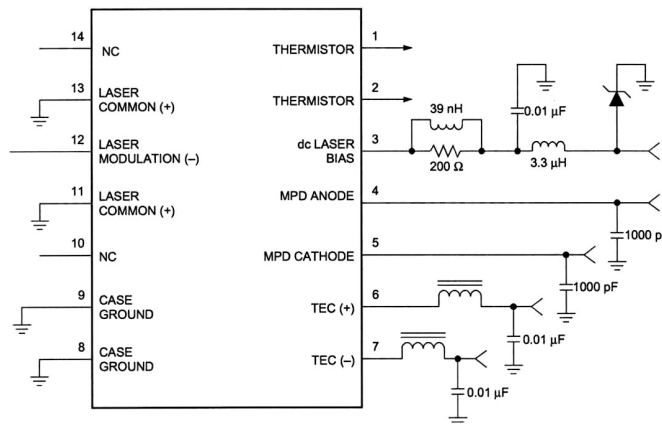 14
NC
13
LASER
COMMON (+)
12
LASER
MODULATION (–)
11
LASER
COMMON (+)
10
NC
9
CASE
GROUND
8
CASE
GROUND
1
THERMISTOR
2
THERMISTOR
3
dc LASER
BIAS
4
MPD ANODE
5
MPD CATHODE
6
TEC (+)
7
TEC (–)
39 nH
200 Ω
0.01 µF
3.3 µH
1000 p
1000 pF
0.01 µF
0.01 µF